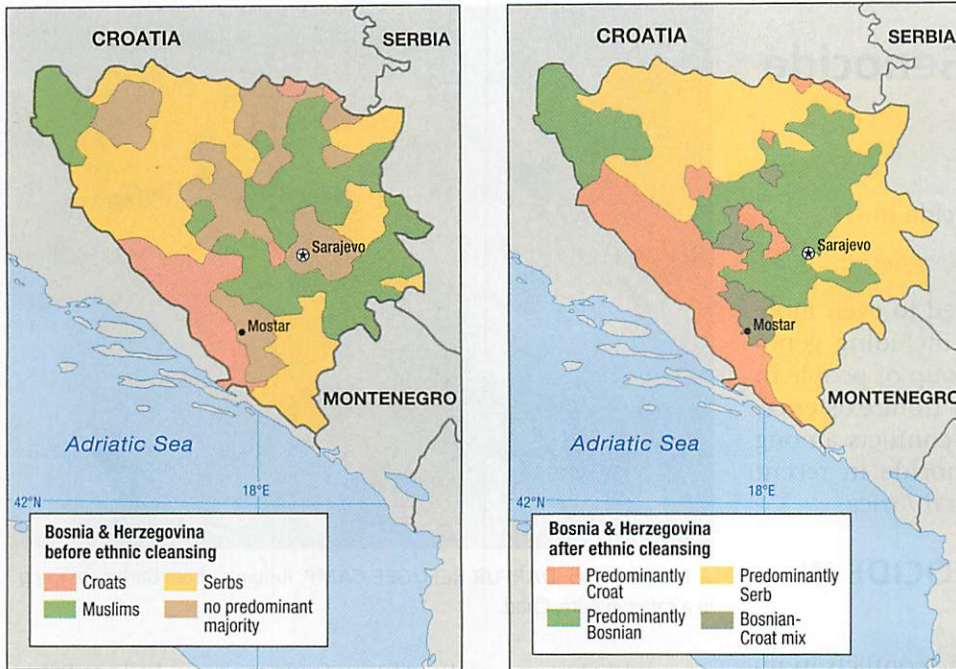 CROATIA
SERBIA
Sarajevo
Mostar
MONTENEGRO
Adriatic Sea
42°N
18°E
Bosnia & Herzegovina
before ethnic cleansing
Croats
Serbs
Muslims
no predominant
majority
CROATIA
SERBIA
Sarajevo
Mostar
MONTENEGRO
Adriatic Sea
42°N
18°E
Bosnia & Herzegovina
after ethnic cleansing
Predominantly
Croat
Predominantly
Serb
Predominantly
Bosnian
Bosnian-
Croat mix